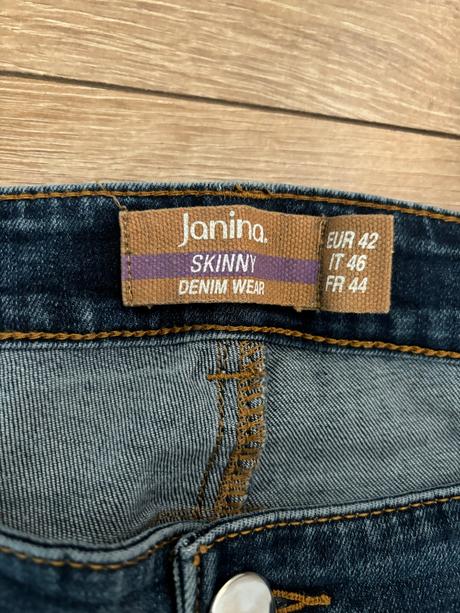 Janina.
SKINNY
DENIM WEAR
EUR 42
IT 46
FR 44